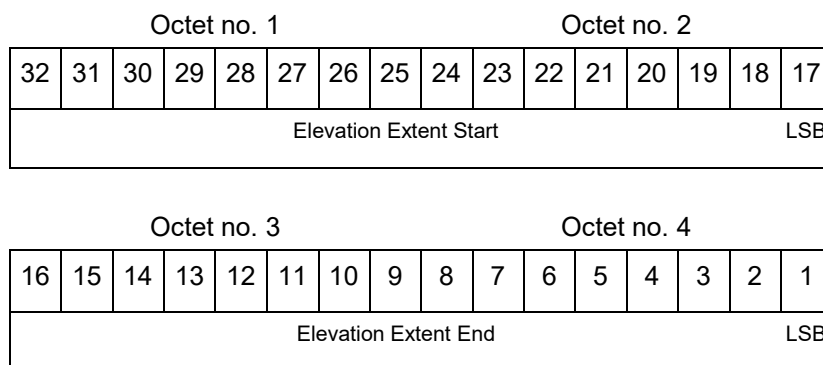 Octet no. 1 Octet no. 2
32 31 30 29 28 27 26 25 24 23 22 21 20 19 18 17
Elevation Extent Start LSB
Octet no. 3 Octet no. 4
16 15 14 13 12 11 10 9 8 7 6 5 4 3 2 1
Elevation Extent End LSB